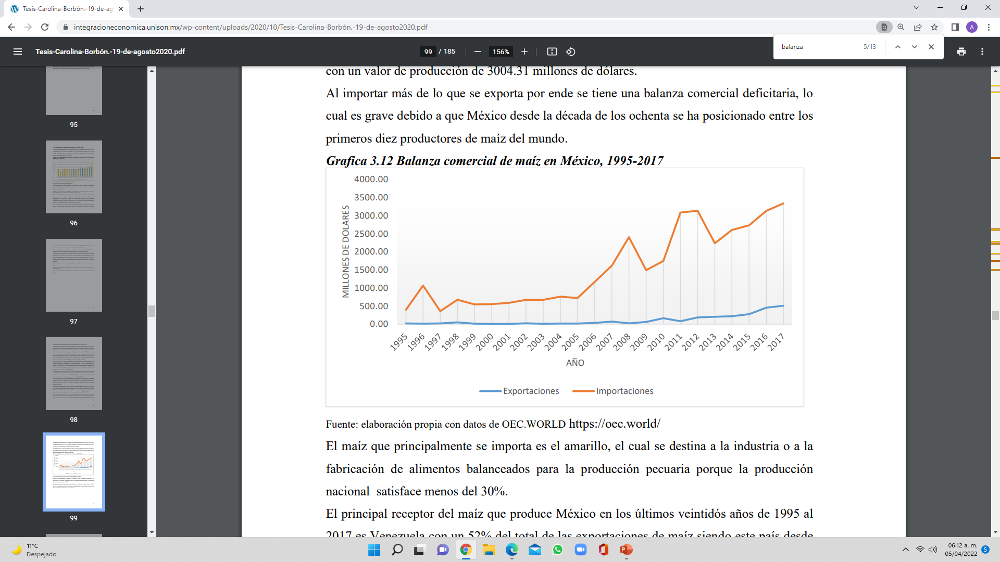 Tesis-Carolina-Borbón.-19-de-ag
integracioneconomica.unison.mx/wp-content/uploads/2020/10/Tesis-Carolina-Borbón.-19-de-agosto2020.pdf
A
Tesis-Carolina-Borbón.-19-de-agosto2020.pdf
99 / 185
156%
balanza 5/13
95
96
97
98
99
con un valor de producción de 3004.31 millones de dólares.
Al importar más de lo que se exporta por ende se tiene una balanza comercial deficitaria, lo
cual es grave debido a que México desde la década de los ochenta se ha posicionado entre los
primeros diez productores de maíz del mundo.
Grafica 3.12 Balanza comercial de maíz en México, 1995-2017
MILLONES DE DOLARES
4000.00
3500.00
3000.00
2500.00
2000.00
1500.00
1000.00
500.00
0.00
1995 1996 1997 1998 1999 2000 2001 2002 2003 2004 2005 2006 2007 2008 2009 2010 2011 2012 2013 2014 2015 2016 2017
AÑO
Exportaciones Importaciones
Fuente: elaboración propia con datos de OEC.WORLD https://oec.world/
El maíz que principalmente se importa es el amarillo, el cual se destina a la industria o a la
fabricación de alimentos balanceados para la producción pecuaria porque la producción
nacional satisface menos del 30%.
El principal receptor del maíz que produce México en los últimos veintidós años de 1995 al
2017 es Venezuela con un 52% del total de las exportaciones de maíz siendo este país desde
11°C
Despejado
06:12 a. m.
05/04/2022
5